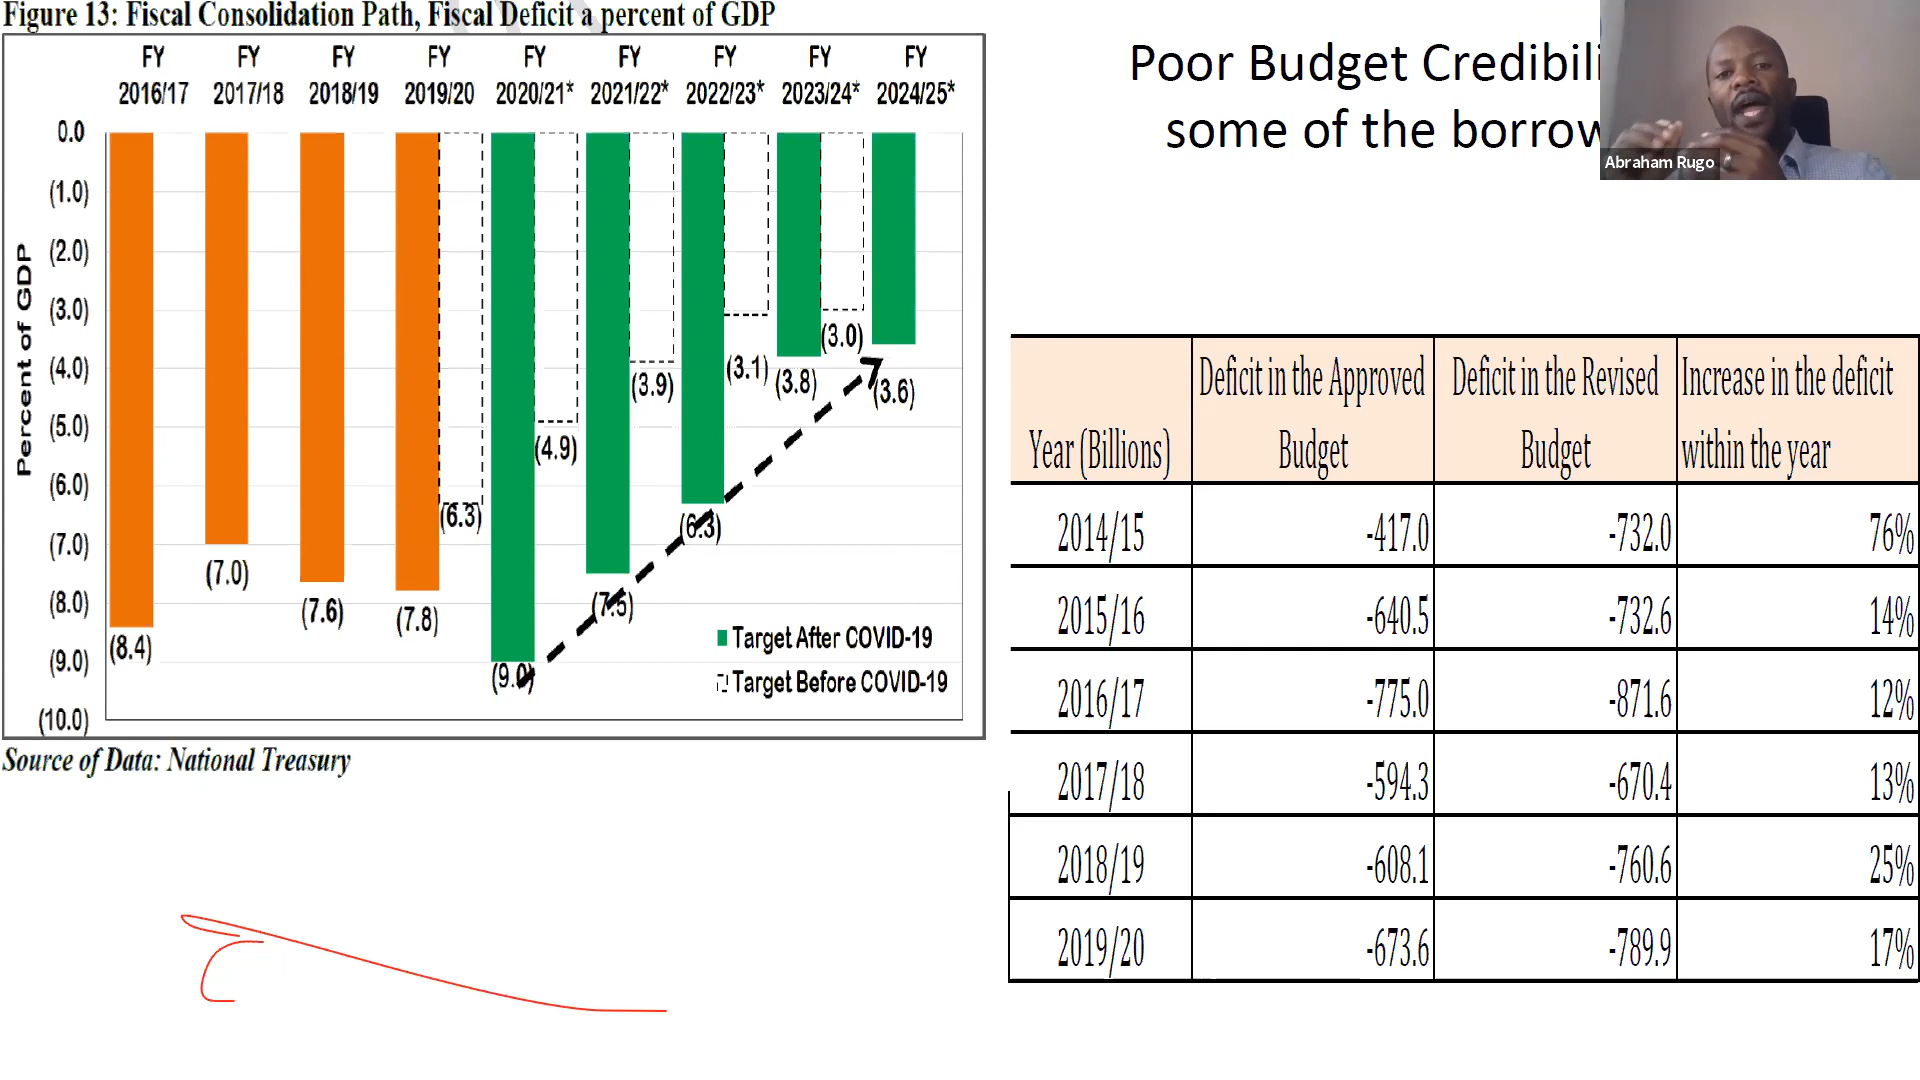 Figure 13: Fiscal Consolidation Path, Fiscal Deficit a percent of GDP
FY FY FY FY FY FY FY FY FY
2016/17 2017/18 2018/19 2019/20 2020/21* 2021/22* 2022/23* 2023/24* 2024/25*
Percent of GDP
0.0
(1.0)
(2.0)
(3.0)
(4.0)
(5.0)
(6.0)
(7.0)
(8.0)
(9.0)
(10.0)
(8.4)
(7.0)
(7.6)
(7.8)
(6.3)
(9.0)
(4.9)
(7.5)
(3.9)
(6.3)
(3.1)
(3.8)
(3.0)
(3.6)
Target After COVID-19
Target Before COVID-19
Source of Data: National Treasury
Poor Budget Credibili
some of the borrow
Abraham Rugo
Year (Billions) Deficit in the Approved Budget Deficit in the Revised Budget Increase in the deficit within the year
2014/15 -417.0 -732.0 76%
2015/16 -640.5 -732.6 14%
2016/17 -775.0 -871.6 12%
2017/18 -594.3 -670.4 13%
2018/19 -608.1 -760.6 25%
2019/20 -673.6 -789.9 17%